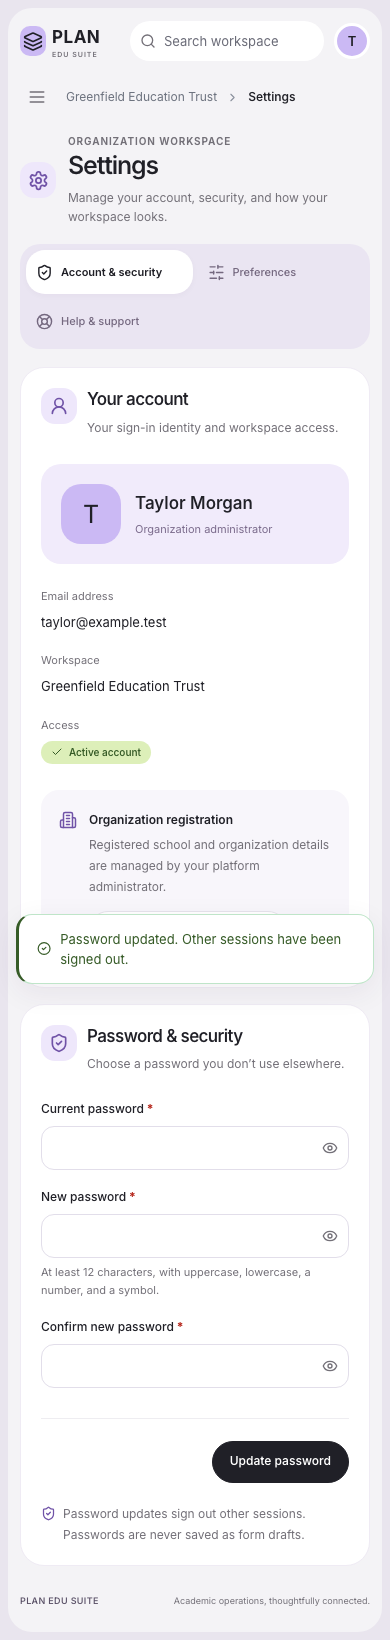 PLAN
EDU SUITE
Search workspace
T
Greenfield Education Trust
Settings
ORGANIZATION WORKSPACE
Settings
Manage your account, security, and how your
workspace looks.
Account & security
Preferences
Help & support
Your account
Your sign-in identity and workspace access.
T
Taylor Morgan
Organization administrator
Email address
taylor@example.test
Workspace
Greenfield Education Trust
Access
Active account
Organization registration
Registered school and organization details
are managed by your platform
administrator.
Password updated. Other sessions have been
signed out.
Password & security
Choose a password you don’t use elsewhere.
Current password *
New password *
At least 12 characters, with uppercase, lowercase, a
number, and a symbol.
Confirm new password *
Update password
Password updates sign out other sessions.
Passwords are never saved as form drafts.
PLAN EDU SUITE
Academic operations, thoughtfully connected.